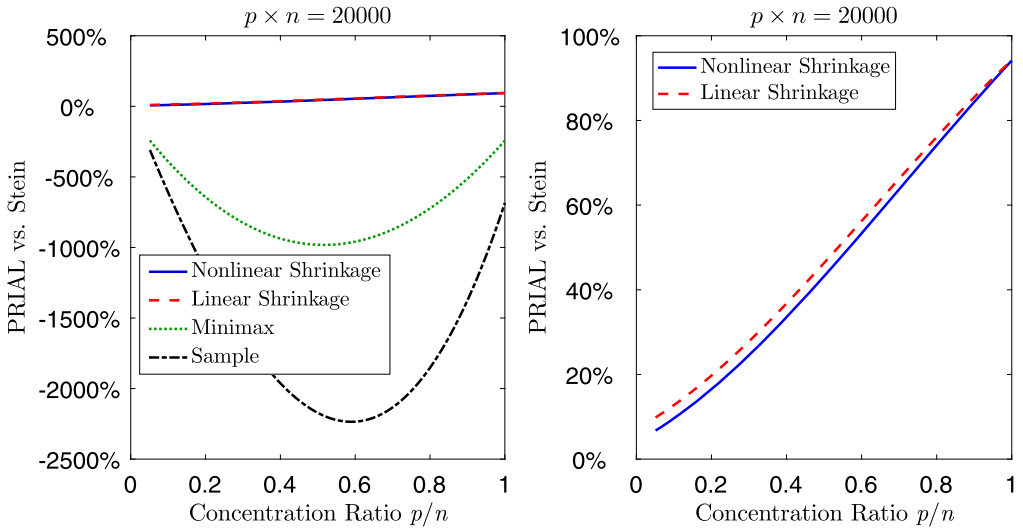 p × n = 20000
500%
0%
-500%
-1000%
-1500%
-2000%
-2500%
PRIAL vs. Stein
Nonlinear Shrinkage
Linear Shrinkage
Minimax
Sample
0 0.2 0.4 0.6 0.8 1
Concentration Ratio p/n
p × n = 20000
100%
80%
60%
40%
20%
0%
PRIAL vs. Stein
Nonlinear Shrinkage
Linear Shrinkage
0 0.2 0.4 0.6 0.8 1
Concentration Ratio p/n